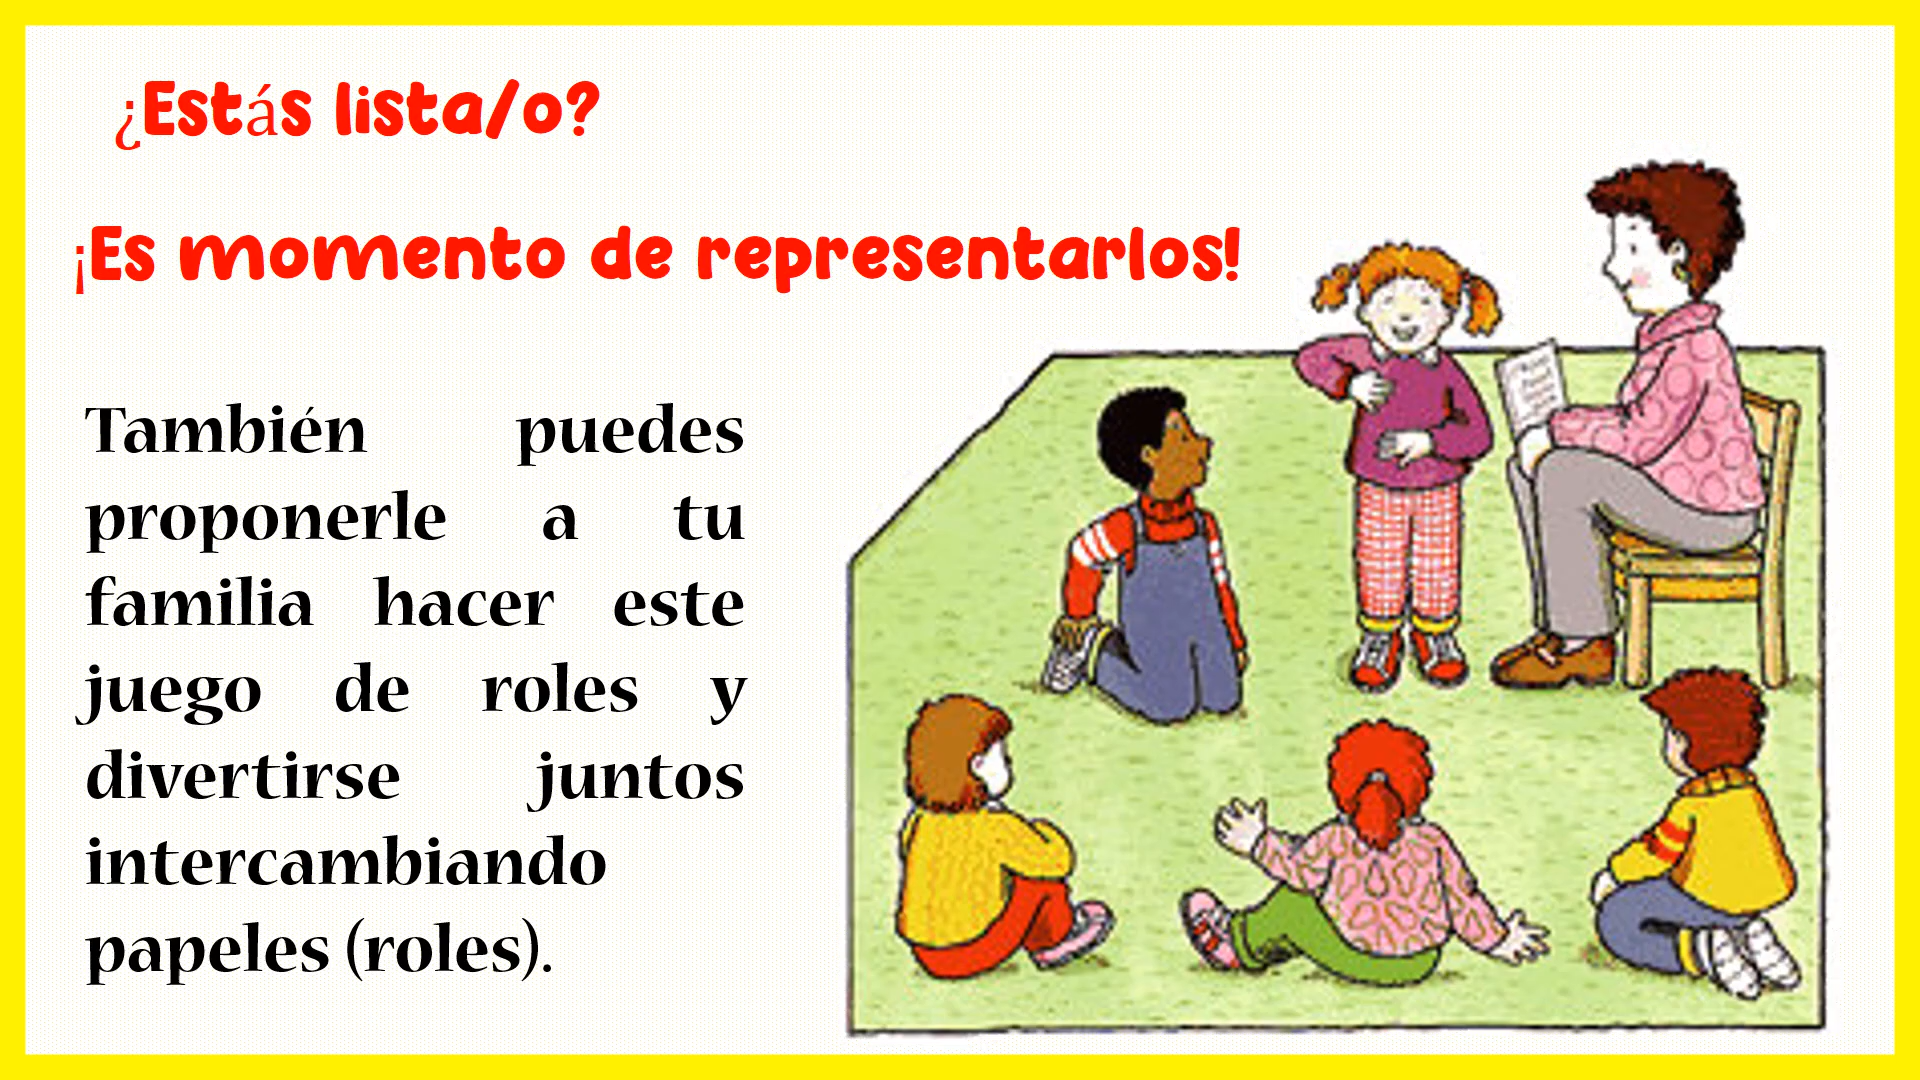 ¿Estás lista/o?
¡Es momento de representarlos!
También puedes
proponerle a tu
familia hacer este
juego de roles y
divertirse juntos
intercambiando
papeles (roles).